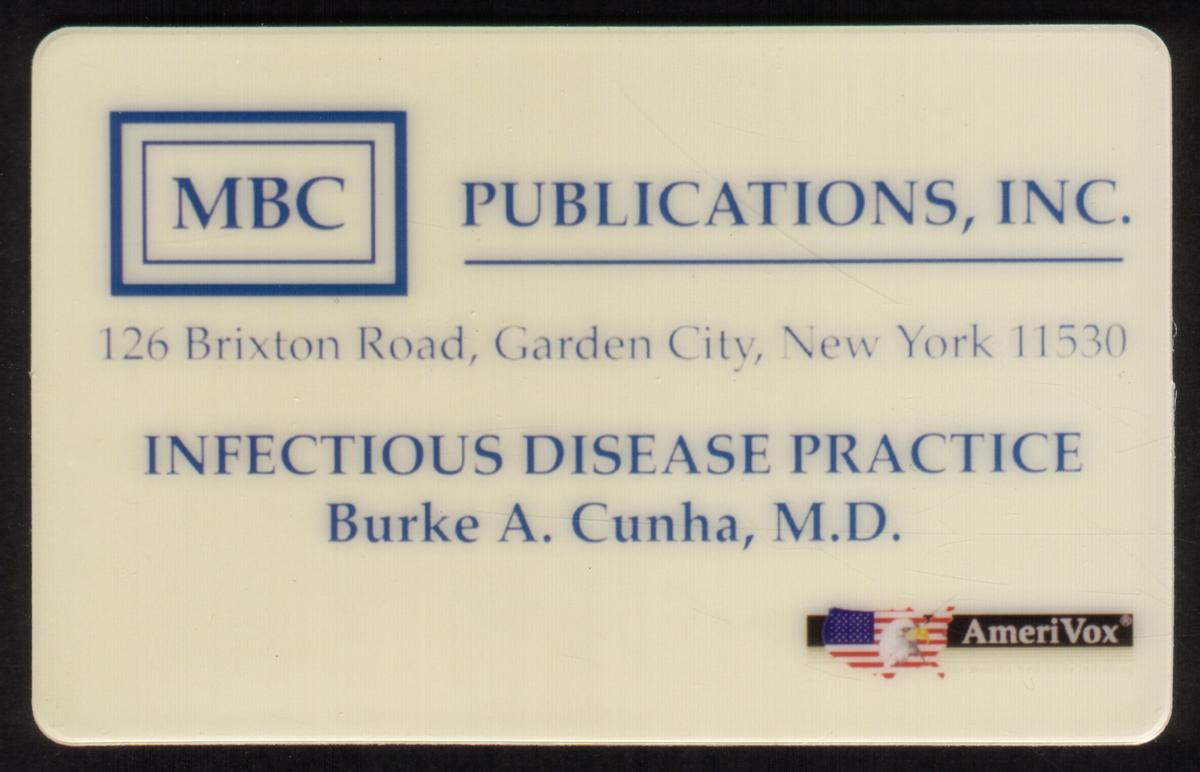 MBC PUBLICATIONS, INC.
126 Brixton Road, Garden City, New York 11530
INFECTIOUS DISEASE PRACTICE
Burke A. Cunha, M.D.
AmeriVox®